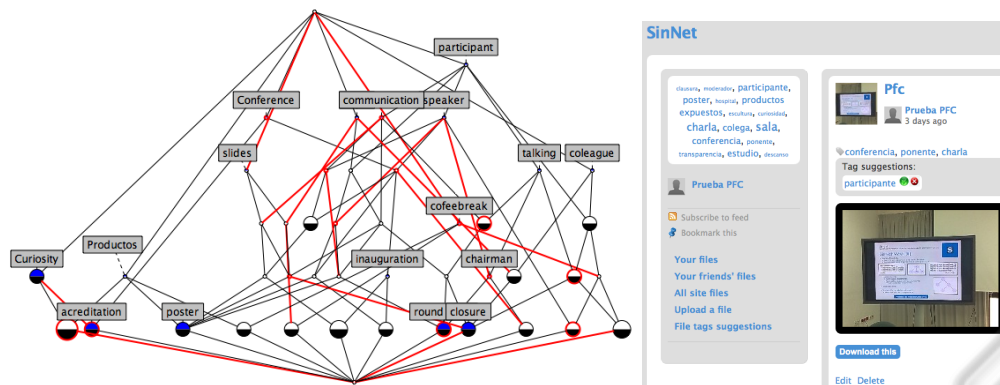 participant
Conference
communication
speaker
slides
talking
coleague
cofeebreak
Productos
Curiosity
inauguration
chairman
acreditation
poster
round
closure
SinNet
clausura, moderador, participante,
poster, hospital, productos
expuestos, escultura, curiosidad,
charla, colega, sala,
conferencia, ponente,
transparencia, estudio, descanso
Prueba PFC
Subscribe to feed
Bookmark this
Your files
Your friends' files
All site files
Upload a file
File tags suggestions
Pfc
Prueba PFC
3 days ago
conferencia, ponente, charla
Tag suggestions:
participante
S
Download this
Edit Delete